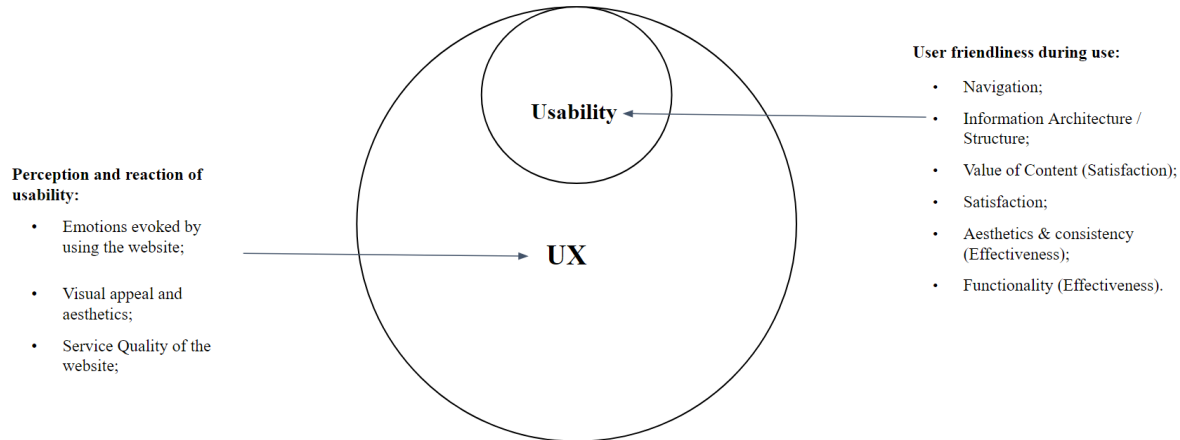 Perception and reaction of
usability:
• Emotions evoked by
using the website;
• Visual appeal and
aesthetics;
• Service Quality of the
website;
Usability
UX
User friendliness during use:
• Navigation;
• Information Architecture /
Structure;
• Value of Content (Satisfaction);
• Satisfaction;
• Aesthetics & consistency
(Effectiveness);
• Functionality (Effectiveness).